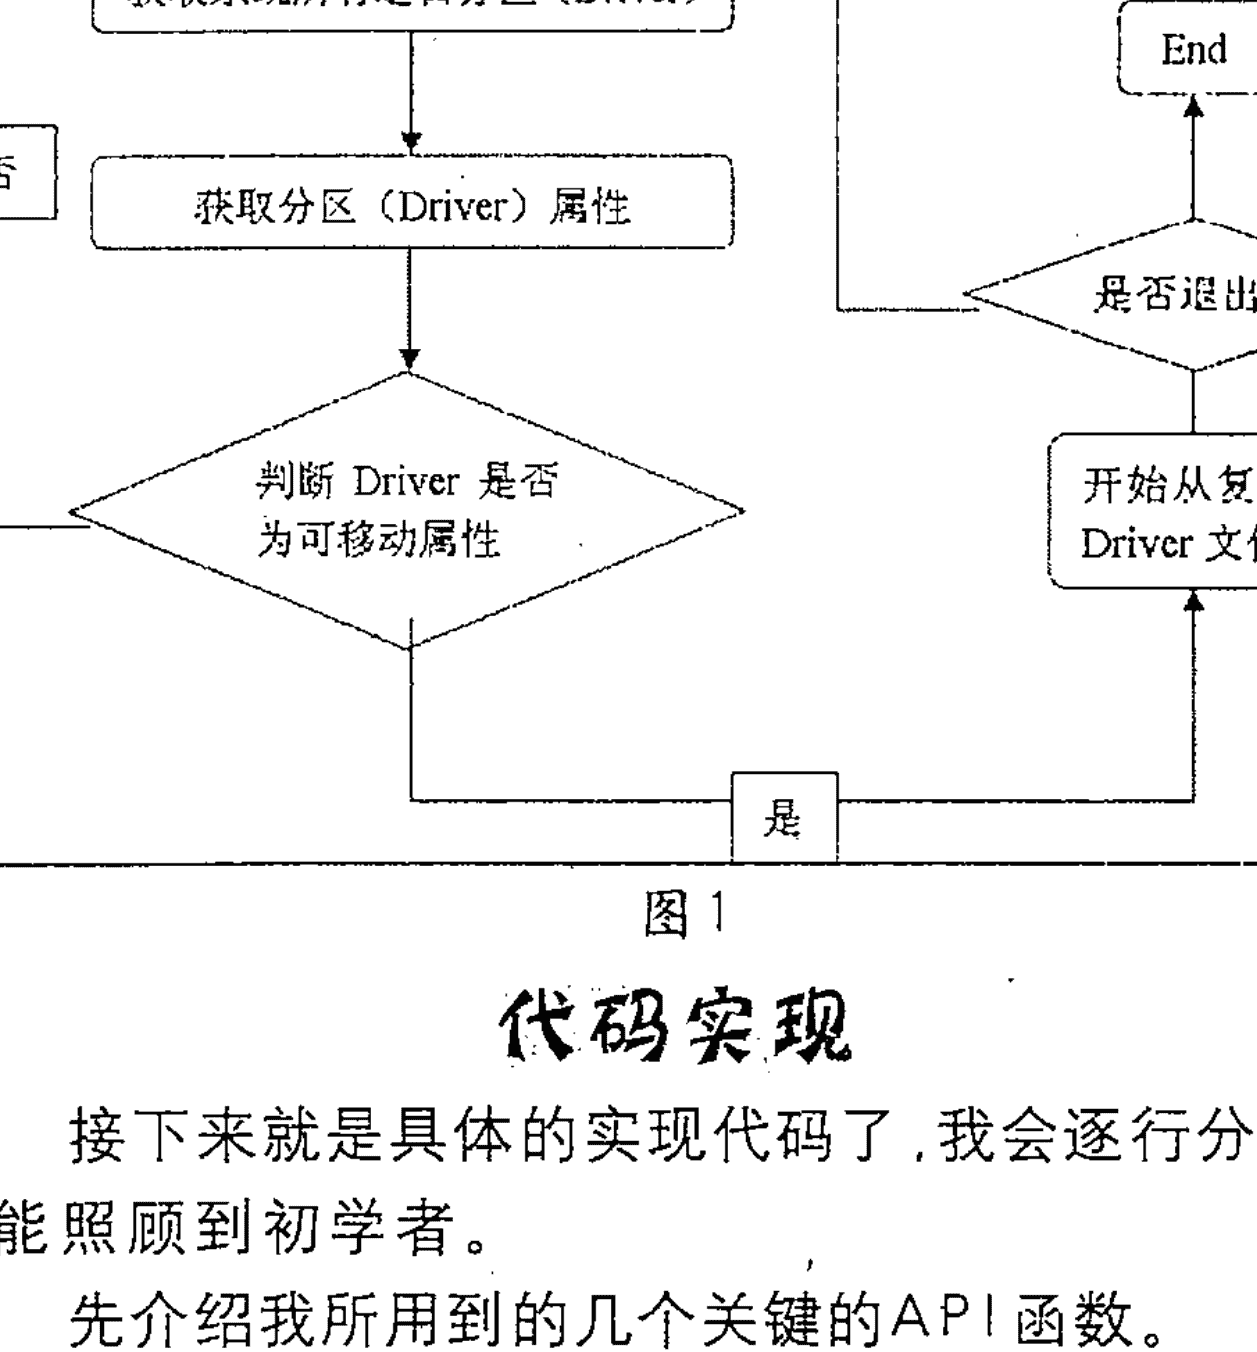 End
否
获取分区（Driver）属性
是否退出
判断 Driver 是否
为可移动属性
开始从复
Driver 文件
是
图 1
代码实现
接下来就是具体的实现代码了,我会逐行分
能照顾到初学者。
先介绍我所用到的几个关键的API函数。